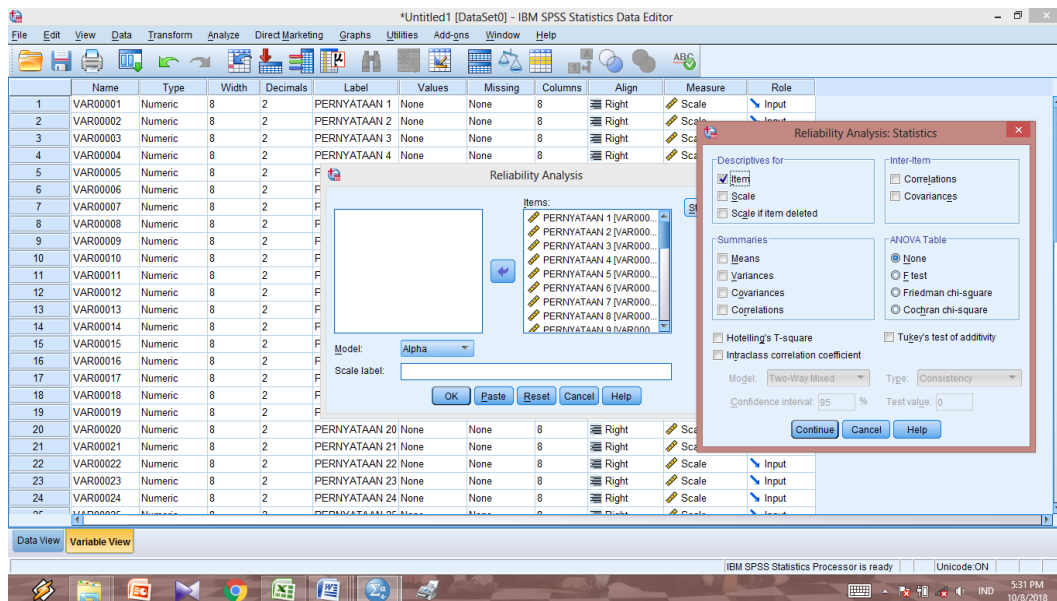 *Untitled1 [DataSet0] - IBM SPSS Statistics Data Editor
File Edit View Data Transform Analyze Direct Marketing Graphs Utilities Add-ons Window Help
Name Type Width Decimals Label Values Missing Columns Align Measure Role
1 VAR00001 Numeric 8 2 PERNYATAAN 1 None None 8 Right Scale Input
2 VAR00002 Numeric 8 2 PERNYATAAN 2 None None 8 Right Scale Input
3 VAR00003 Numeric 8 2 PERNYATAAN 3 None None 8 Right Sca
4 VAR00004 Numeric 8 2 PERNYATAAN 4 None None 8 Right Sca
5 VAR00005 Numeric 8 2 P
6 VAR00006 Numeric 8 2 P
7 VAR00007 Numeric 8 2 P
8 VAR00008 Numeric 8 2 P
9 VAR00009 Numeric 8 2 P
10 VAR00010 Numeric 8 2 P
11 VAR00011 Numeric 8 2 P
12 VAR00012 Numeric 8 2 P
13 VAR00013 Numeric 8 2 P
14 VAR00014 Numeric 8 2 P
15 VAR00015 Numeric 8 2 P
16 VAR00016 Numeric 8 2 P
17 VAR00017 Numeric 8 2 P
18 VAR00018 Numeric 8 2 P
19 VAR00019 Numeric 8 2 P
20 VAR00020 Numeric 8 2 PERNYATAAN 20 None None 8 Right Sca
21 VAR00021 Numeric 8 2 PERNYATAAN 21 None None 8 Right Sca
22 VAR00022 Numeric 8 2 PERNYATAAN 22 None None 8 Right Scale Input
23 VAR00023 Numeric 8 2 PERNYATAAN 23 None None 8 Right Scale Input
24 VAR00024 Numeric 8 2 PERNYATAAN 24 None None 8 Right Scale Input
Reliability Analysis
Items:
PERNYATAAN 1 [VAR000...
PERNYATAAN 2 [VAR000...
PERNYATAAN 3 [VAR000...
PERNYATAAN 4 [VAR000...
PERNYATAAN 5 [VAR000...
PERNYATAAN 6 [VAR000...
PERNYATAAN 7 [VAR000...
PERNYATAAN 8 [VAR000...
PERNYATAAN 9 [VAR000...
St
Model: Alpha
Scale label:
OK Paste Reset Cancel Help
Reliability Analysis: Statistics
Descriptives for
Item
Scale
Scale if item deleted
Inter-Item
Correlations
Covariances
Summaries
Means
Variances
Covariances
Correlations
ANOVA Table
None
F test
Friedman chi-square
Cochran chi-square
Hotelling's T-square Tukey's test of additivity
Intraclass correlation coefficient
Model: Two-Way Mixed Type: Consistency
Confidence interval: 95 % Test value: 0
Continue Cancel Help
Data View Variable View
IBM SPSS Statistics Processor is ready Unicode:ON
IND 5:31 PM
10/8/2018